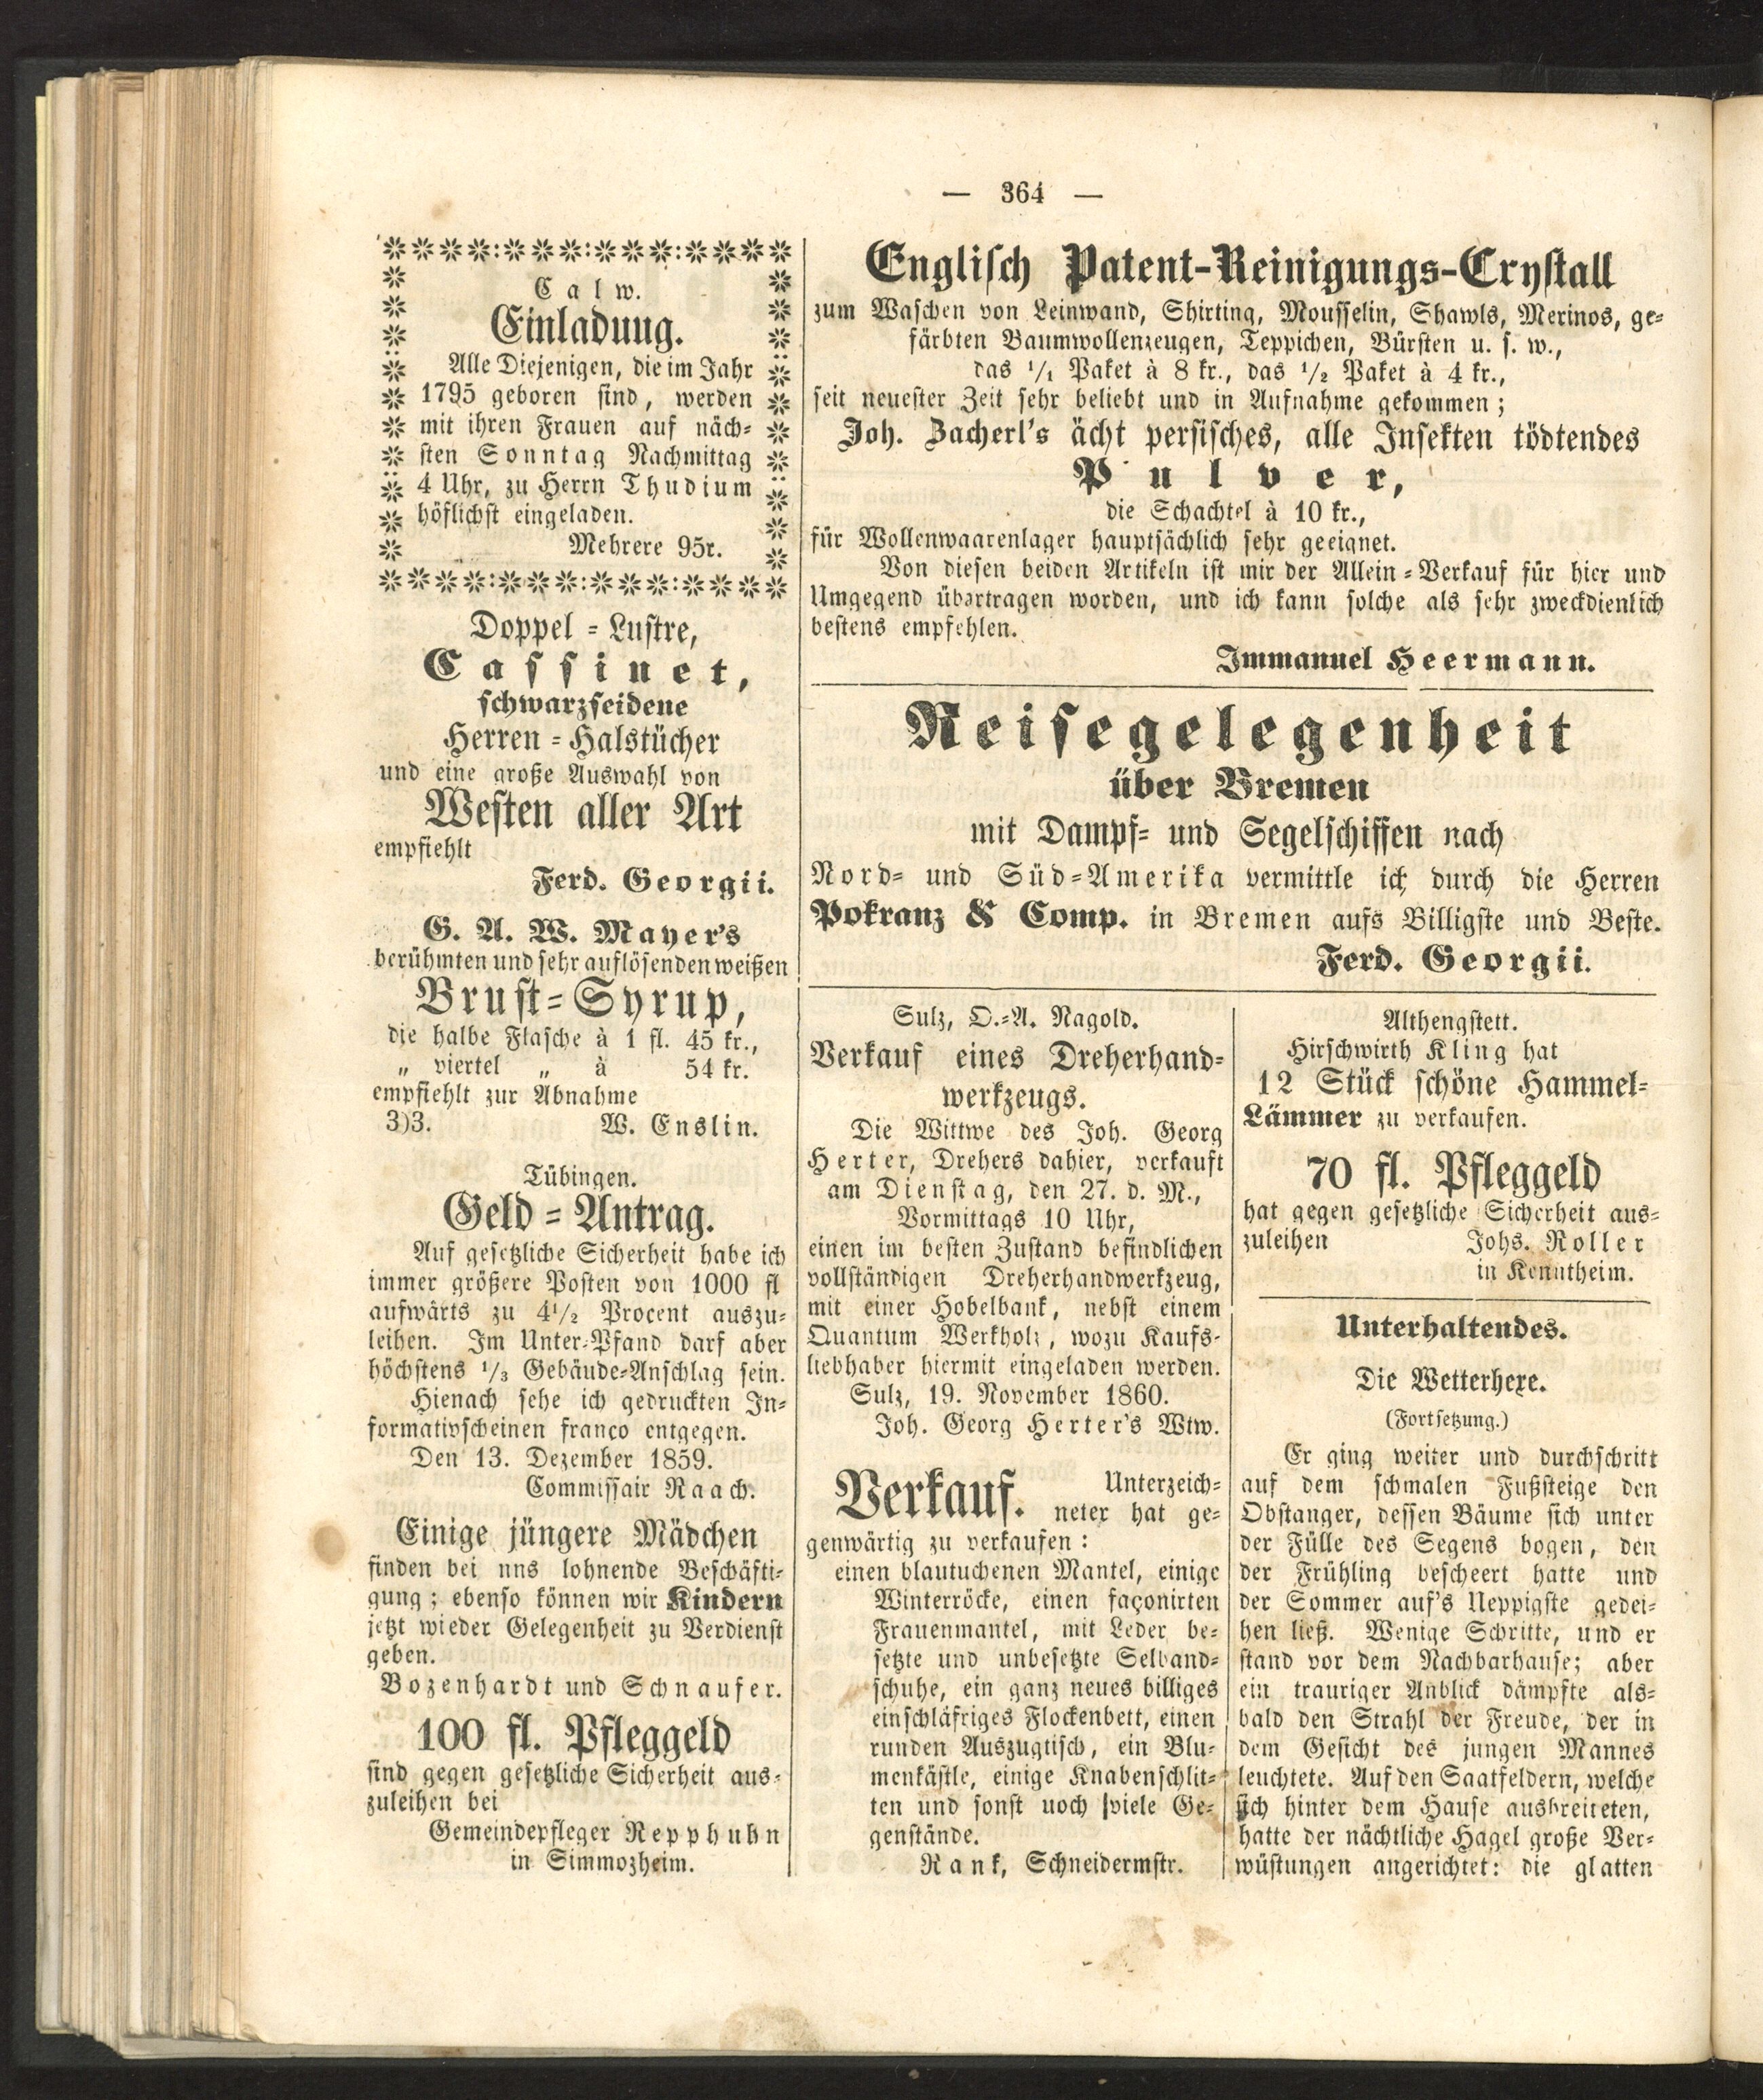 — 364 —
Calw.
Einladung.
Alle Diejenigen, die im Jahr
1795 geboren sind, werden
mit ihren Frauen auf näch-
sten Sonntag Nachmittag
4 Uhr, zu Herrn Thudium
höflichst eingeladen.
Mehrere 95r.
Doppel-Lustre,
Cassinet,
schwarzseidene
Herren-Halstücher
und eine große Auswahl von
Westen aller Art
empfiehlt
Ferd. Georgii.
G. A. W. Mayer's
berühmten und sehr auflösenden weißen
Brust-Syrup,
die halbe Flasche à 1 fl. 45 kr.,
„ viertel „ à 54 kr.
empfiehlt zur Abnahme
3)3. W. Enslin.
Tübingen.
Geld-Antrag.
Auf gesetzliche Sicherheit habe ich
immer größere Posten von 1000 fl
aufwärts zu 4 1/2 Procent auszu-
leihen. Im Unter-Pfand darf aber
höchstens 1/3 Gebäude-Anschlag sein.
Hienach sehe ich gedruckten In-
formativscheinen franco entgegen.
Den 13. Dezember 1859.
Commissair Raach.
Einige jüngere Mädchen
finden bei nns lohnende Beschäfti-
gung; ebenso können wir Kindern
jetzt wieder Gelegenheit zu Verdienst
geben.
Bozenhardt und Schnaufer.
100 fl. Pfleggeld
sind gegen gesetzliche Sicherheit aus-
zuleihen bei
Gemeindepfleger Repphuhn
in Simmozheim.
Englisch Patent-Reinigungs-Crystall
zum Waschen von Leinwand, Shirting, Mousselin, Shawls, Merinos, ge-
färbten Baumwollenzeugen, Teppichen, Bürsten u. s. w.,
das 1/1 Paket à 8 kr., das 1/2 Paket à 4 kr.,
seit neuester Zeit sehr beliebt und in Aufnahme gekommen;
Joh. Zacherl's ächt persisches, alle Insekten tödtendes
Pulver,
die Schachtel à 10 kr.,
für Wollenwaarenlager hauptsächlich sehr geeignet.
Von diesen beiden Artikeln ist mir der Allein-Verkauf für hier und
Umgegend übertragen worden, und ich kann solche als sehr zweckdienlich
bestens empfehlen.
Immanuel Heermann.
Reisegelegenheit
über Bremen
mit Dampf- und Segelschiffen nach
Nord- und Süd-Amerika vermittle ich durch die Herren
Pokranz & Comp. in Bremen aufs Billigste und Beste.
Ferd. Georgii.
Sulz, O.-A. Nagold.
Verkauf eines Dreherhand-
werkzeugs.
Die Wittwe des Joh. Georg
Herter, Drehers dahier, verkauft
am Dienstag, den 27. d. M.,
Vormittags 10 Uhr,
einen im besten Zustand befindlichen
vollständigen Dreherhandwerkzeug,
mit einer Hobelbank, nebst einem
Quantum Werkholz, wozu Kaufs-
liebhaber hiermit eingeladen werden.
Sulz, 19. November 1860.
Joh. Georg Herter's Wtw.
Verkauf. Unterzeich-
neter hat ge-
genwärtig zu verkaufen:
einen blautuchenen Mantel, einige
Winterröcke, einen façonirten
Frauenmantel, mit Leder be-
setzte und unbesetzte Selband-
schuhe, ein ganz neues billiges
einschläfriges Flockenbett, einen
runden Auszugtisch, ein Blu-
menkästle, einige Knabenschlit-
ten und sonst uoch viele Ge-
genstände.
Rank, Schneidermstr.
Althengstett.
Hirschwirth Kling hat
12 Stück schöne Hammel-
Lämmer zu verkaufen.
70 fl. Pfleggeld
hat gegen gesetzliche Sicherheit aus-
zuleihen Johs. Roller
in Kenntheim.
Unterhaltendes.
Die Wetterhexe.
(Fortsetzung.)
Er ging weiter und durchschritt
auf dem schmalen Fußsteige den
Obstanger, dessen Bäume sich unter
der Fülle des Segens bogen, den
der Frühling bescheert hatte und
der Sommer auf's Ueppigste gedei-
hen ließ. Wenige Schritte, und er
stand vor dem Nachbarhause; aber
ein trauriger Anblick dämpfte als-
bald den Strahl der Freude, der in
dem Gesicht des jungen Mannes
leuchtete. Auf den Saatfeldern, welche
sich hinter dem Hause ausbreiteten,
hatte der nächtliche Hagel große Ver-
wüstungen angerichtet: die glatten